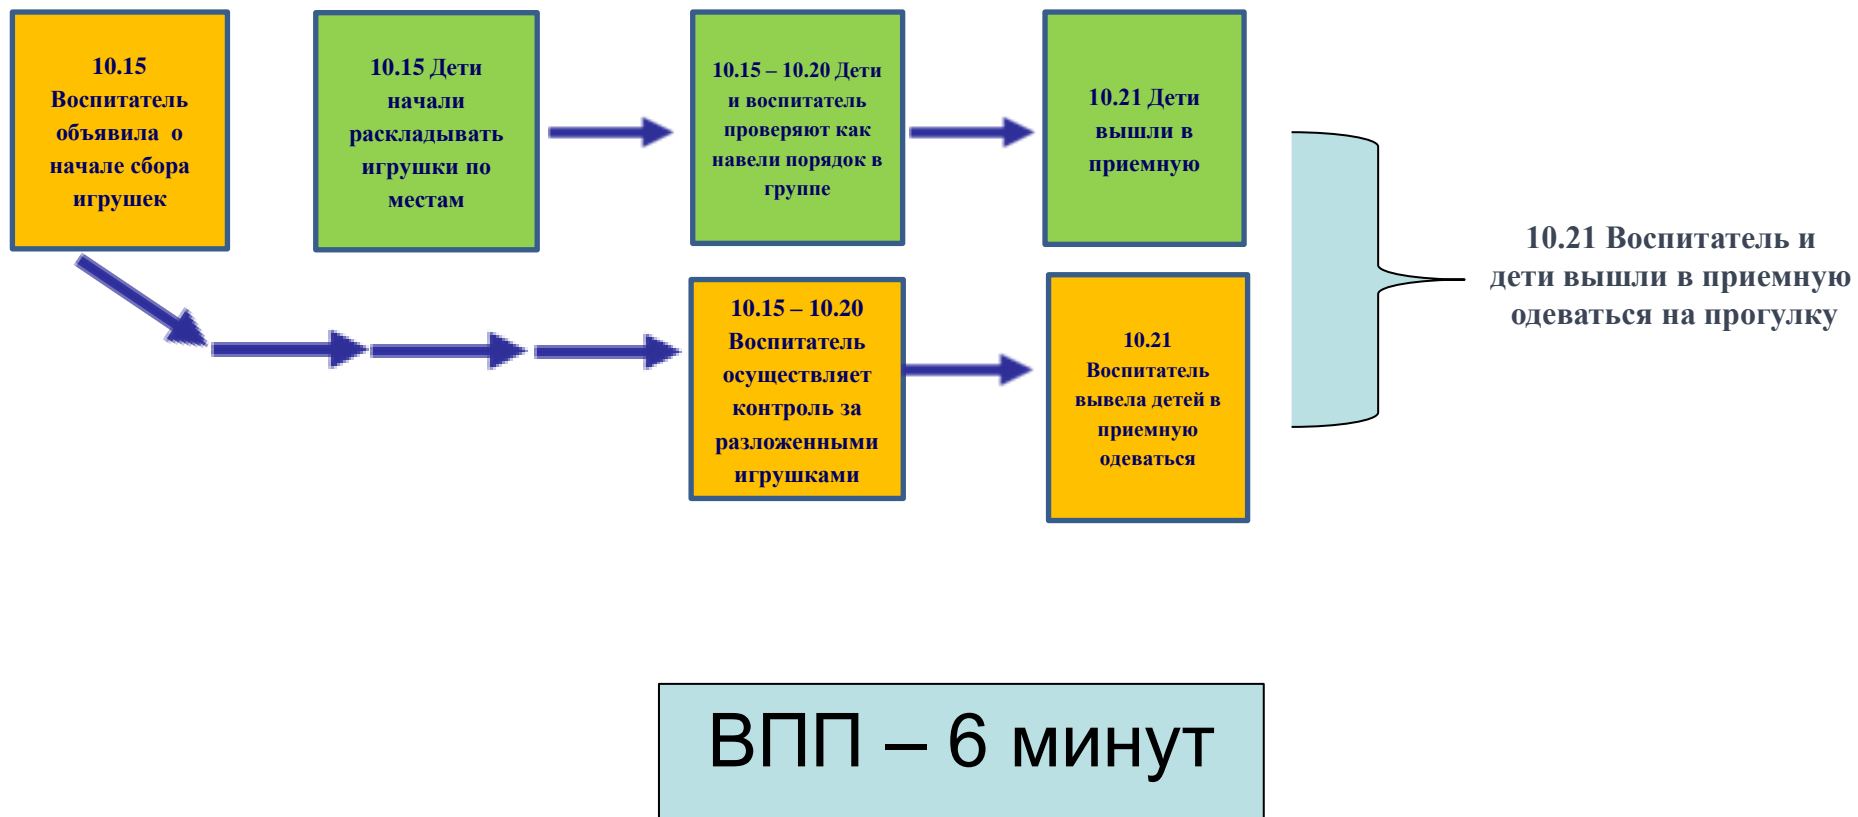 10.15
Воспитатель
объявила о
начале сбора
игрушек
10.15 Дети
начали
раскладывать
игрушки по
местам
10.15 – 10.20 Дети
и воспитатель
проверяют как
навели порядок в
группе
10.21 Дети
вышли в
приемную
10.15 – 10.20
Воспитатель
осуществляет
контроль за
разложенными
игрушками
10.21
Воспитатель
вывела детей в
приемную
одеваться
10.21 Воспитатель и
дети вышли в приемную
одеваться на прогулку
ВПП – 6 минут